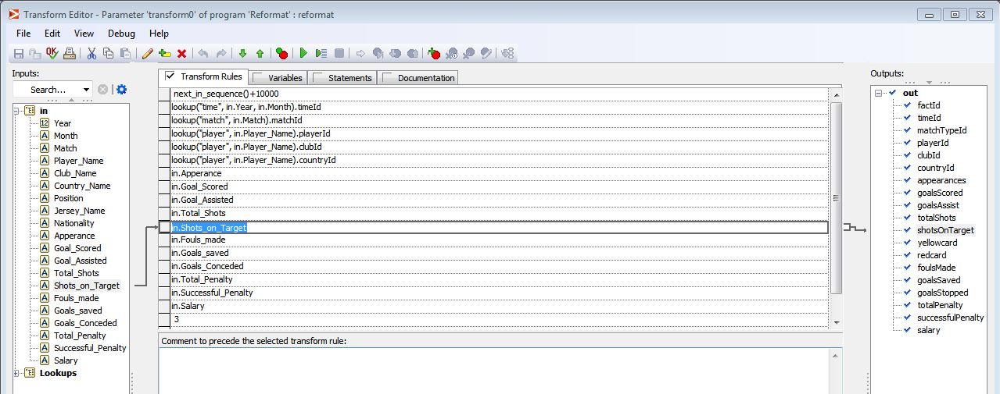 Transform Editor - Parameter 'transform0' of program 'Reformat' : reformat
File Edit View Debug Help
Inputs:
Search...
in
12 Year
A Month
A Match
A Player_Name
A Club_Name
A Country_Name
A Position
A Jersey_Name
A Nationality
A Apperance
A Goal_Scored
A Goal_Assisted
A Total_Shots
A Shots_on_Target
A Fouls_made
A Goals_saved
A Goals_Conceded
A Total_Penalty
A Successful_Penalty
A Salary
Lookups
Transform Rules Variables Statements Documentation
next_in_sequence()+10000
lookup("time", in.Year, in.Month).timeId
lookup("match", in.Match).matchId
lookup("player", in.Player_Name).playerId
lookup("player", in.Player_Name).clubId
lookup("player", in.Player_Name).countryId
in.Apperance
in.Goal_Scored
in.Goal_Assisted
in.Total_Shots
in.Shots_on_Target
in.Fouls_made
in.Goals_saved
in.Goals_Conceded
in.Total_Penalty
in.Successful_Penalty
in.Salary
3
Comment to precede the selected transform rule:
Outputs:
out
factId
timeId
matchTypeId
playerId
clubId
countryId
appearances
goalsScored
goalsAssist
totalShots
shotsOnTarget
yellowcard
redcard
foulsMade
goalsSaved
goalsStopped
totalPenalty
successfulPenalty
salary